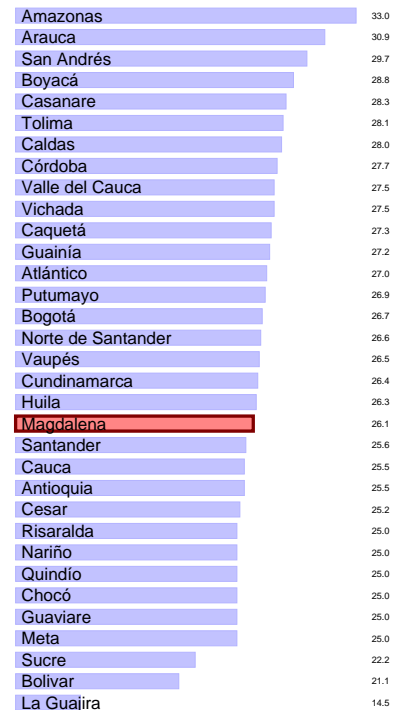 Amazonas 33.0
Arauca 30.9
San Andrés 29.7
Boyacá 28.8
Casanare 28.3
Tolima 28.1
Caldas 28.0
Córdoba 27.7
Valle del Cauca 27.5
Vichada 27.5
Caquetá 27.3
Guainía 27.2
Atlántico 27.0
Putumayo 26.9
Bogotá 26.7
Norte de Santander 26.6
Vaupés 26.5
Cundinamarca 26.4
Huila 26.3
Magdalena 26.1
Santander 25.6
Cauca 25.5
Antioquia 25.5
Cesar 25.2
Risaralda 25.0
Nariño 25.0
Quindío 25.0
Chocó 25.0
Guaviare 25.0
Meta 25.0
Sucre 22.2
Bolivar 21.1
La Guajira 14.5